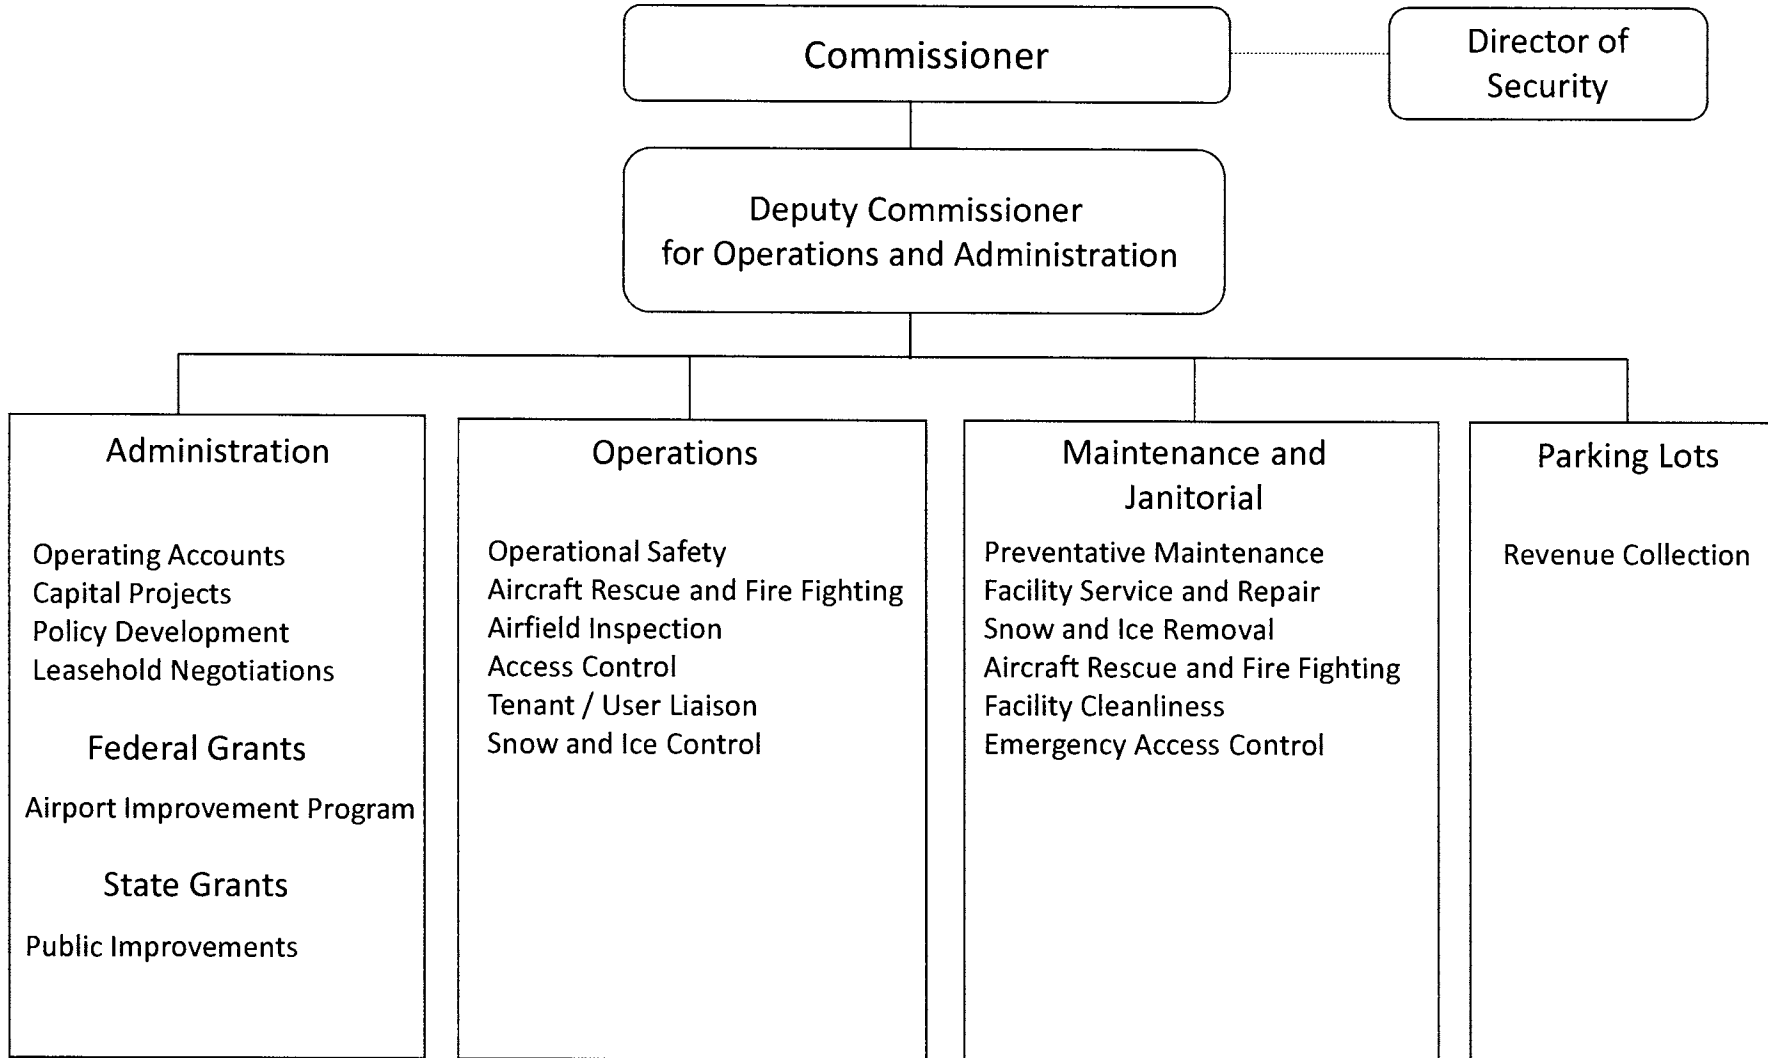 Commissioner
Director of
Security
Deputy Commissioner
for Operations and Administration
Administration
Operating Accounts
Capital Projects
Policy Development
Leasehold Negotiations
Federal Grants
Airport Improvement Program
State Grants
Public Improvements
Operations
Operational Safety
Aircraft Rescue and Fire Fighting
Airfield Inspection
Access Control
Tenant / User Liaison
Snow and Ice Control
Maintenance and
Janitorial
Preventative Maintenance
Facility Service and Repair
Snow and Ice Removal
Aircraft Rescue and Fire Fighting
Facility Cleanliness
Emergency Access Control
Parking Lots
Revenue Collection